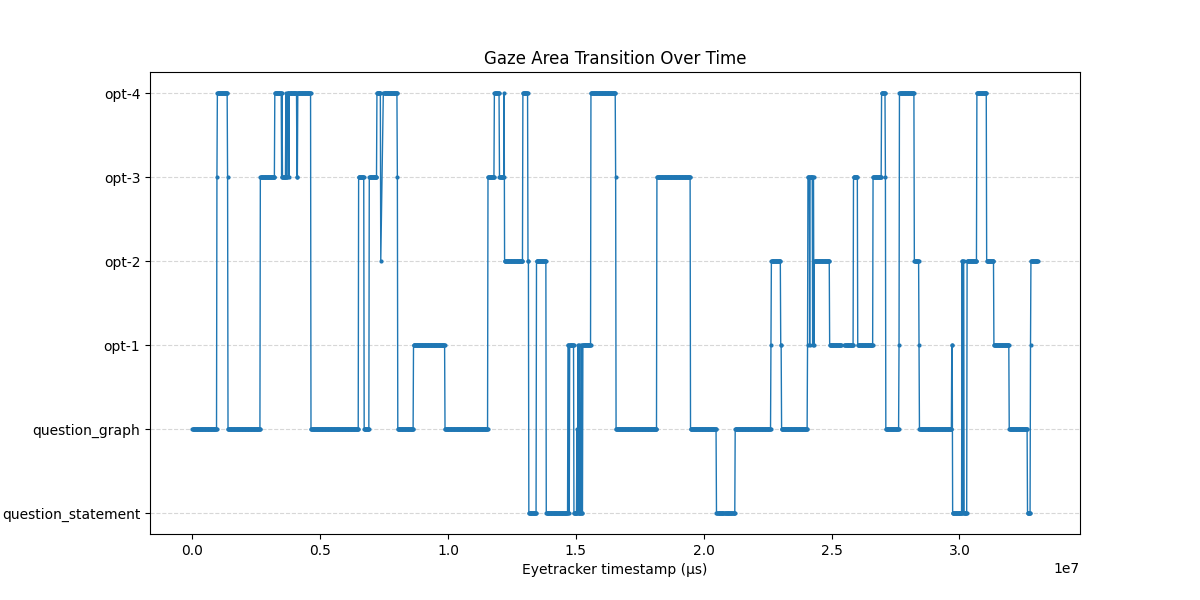 Gaze Area Transition Over Time
opt-4
opt-3
opt-2
opt-1
question_graph
question_statement
0.0 0.5 1.0 1.5 2.0 2.5 3.0
1e7
Eyetracker timestamp (μs)